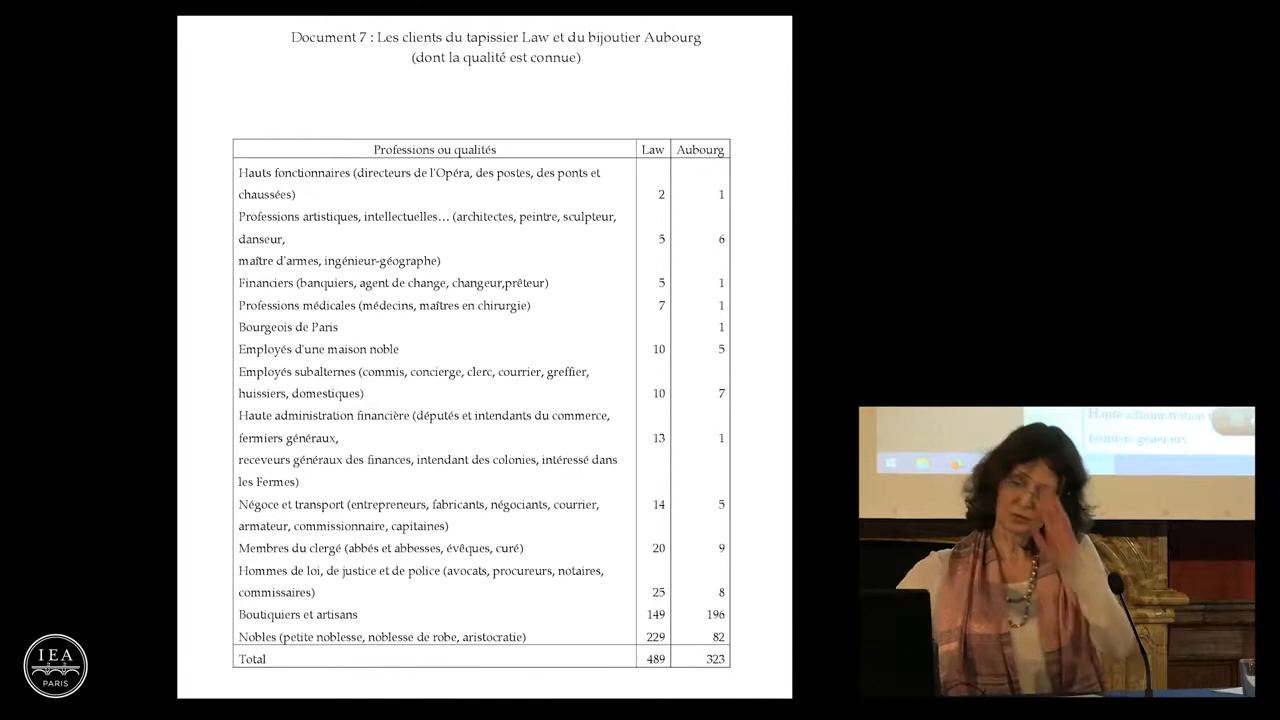 Document 7 : Les clients du tapissier Law et du bijoutier Aubourg
(dont la qualité est connue)
Professions ou qualités Law Aubourg
Hauts fonctionnaires (directeurs de l'Opéra, des postes, des ponts et
chaussées) 2 1
Professions artistiques, intellectuelles… (architectes, peintre, sculpteur,
danseur, 5 6
maître d'armes, ingénieur-géographe)
Financiers (banquiers, agent de change, changeur,prêteur) 5 1
Professions médicales (médecins, maîtres en chirurgie) 7 1
Bourgeois de Paris 1
Employés d'une maison noble 10 5
Employés subalternes (commis, concierge, clerc, courrier, greffier,
huissiers, domestiques) 10 7
Haute administration financière (députés et intendants du commerce,
fermiers généraux, 13 1
receveurs généraux des finances, intendant des colonies, intéressé dans
les Fermes)
Négoce et transport (entrepreneurs, fabricants, négociants, courrier, 14 5
armateur, commissionnaire, capitaines)
Membres du clergé (abbés et abbesses, évêques, curé) 20 9
Hommes de loi, de justice et de police (avocats, procureurs, notaires,
commissaires) 25 8
Boutiquiers et artisans 149 196
Nobles (petite noblesse, noblesse de robe, aristocratie) 229 82
Total 489 323
Haute administration
fermiers généraux
IEA
PARIS